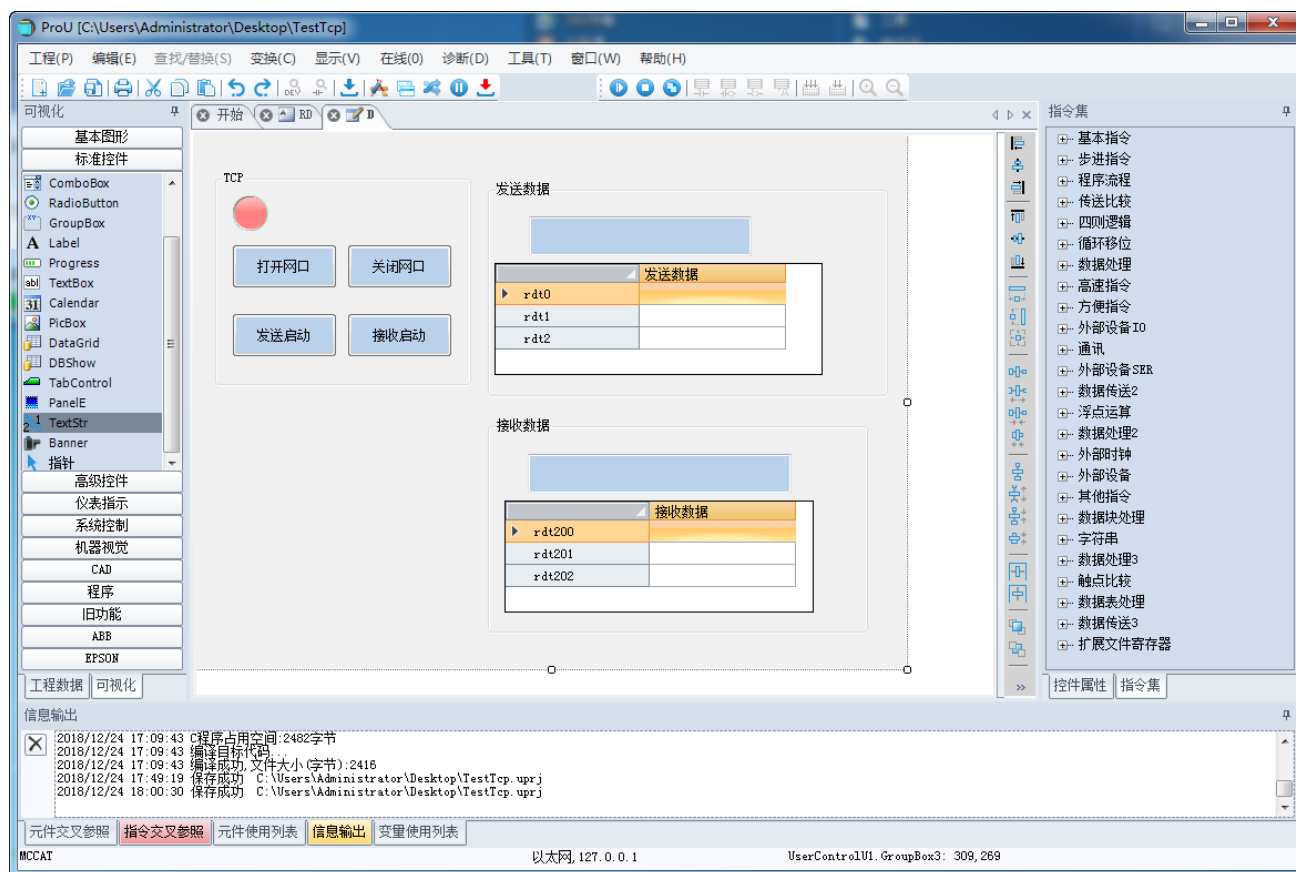 ProU [C:\Users\Administrator\Desktop\TestTcp]
工程(P) 编辑(E) 查找/替换(S) 变换(C) 显示(V) 在线(O) 诊断(D) 工具(T) 窗口(W) 帮助(H)
可视化
基本图形
标准控件
ComboBox
RadioButton
GroupBox
A Label
Progress
abl TextBox
31 Calendar
PicBox
DataGrid
DBShow
TabControl
PanelE
TextStr
Banner
指针
高级控件
仪表指示
系统控制
机器视觉
CAD
程序
旧功能
ABB
EPSON
工程数据 可视化
开始 RD D
TCP
打开网口 关闭网口
发送启动 接收启动
发送数据
发送数据
rdt0
rdt1
rdt2
接收数据
接收数据
rdt200
rdt201
rdt202
指令集
基本指令
步进指令
程序流程
传送比较
四则逻辑
循环移位
数据处理
高速指令
方便指令
外部设备IO
通讯
外部设备SER
数据传送2
浮点运算
数据处理2
外部时钟
外部设备
其他指令
数据块处理
字符串
数据处理3
触点比较
数据表处理
数据传送3
扩展文件寄存器
控件属性 指令集
信息输出
2018/12/24 17:09:43 C程序占用空间:2482字节
2018/12/24 17:09:43 编译目标代码...
2018/12/24 17:09:43 编译成功,文件大小(字节):2416
2018/12/24 17:49:19 保存成功 C:\Users\Administrator\Desktop\TestTcp.uprj
2018/12/24 18:00:30 保存成功 C:\Users\Administrator\Desktop\TestTcp.uprj
元件交叉参照 指令交叉参照 元件使用列表 信息输出 变量使用列表
MCCAT 以太网,127.0.0.1 UserControlU1.GroupBox3: 309,269